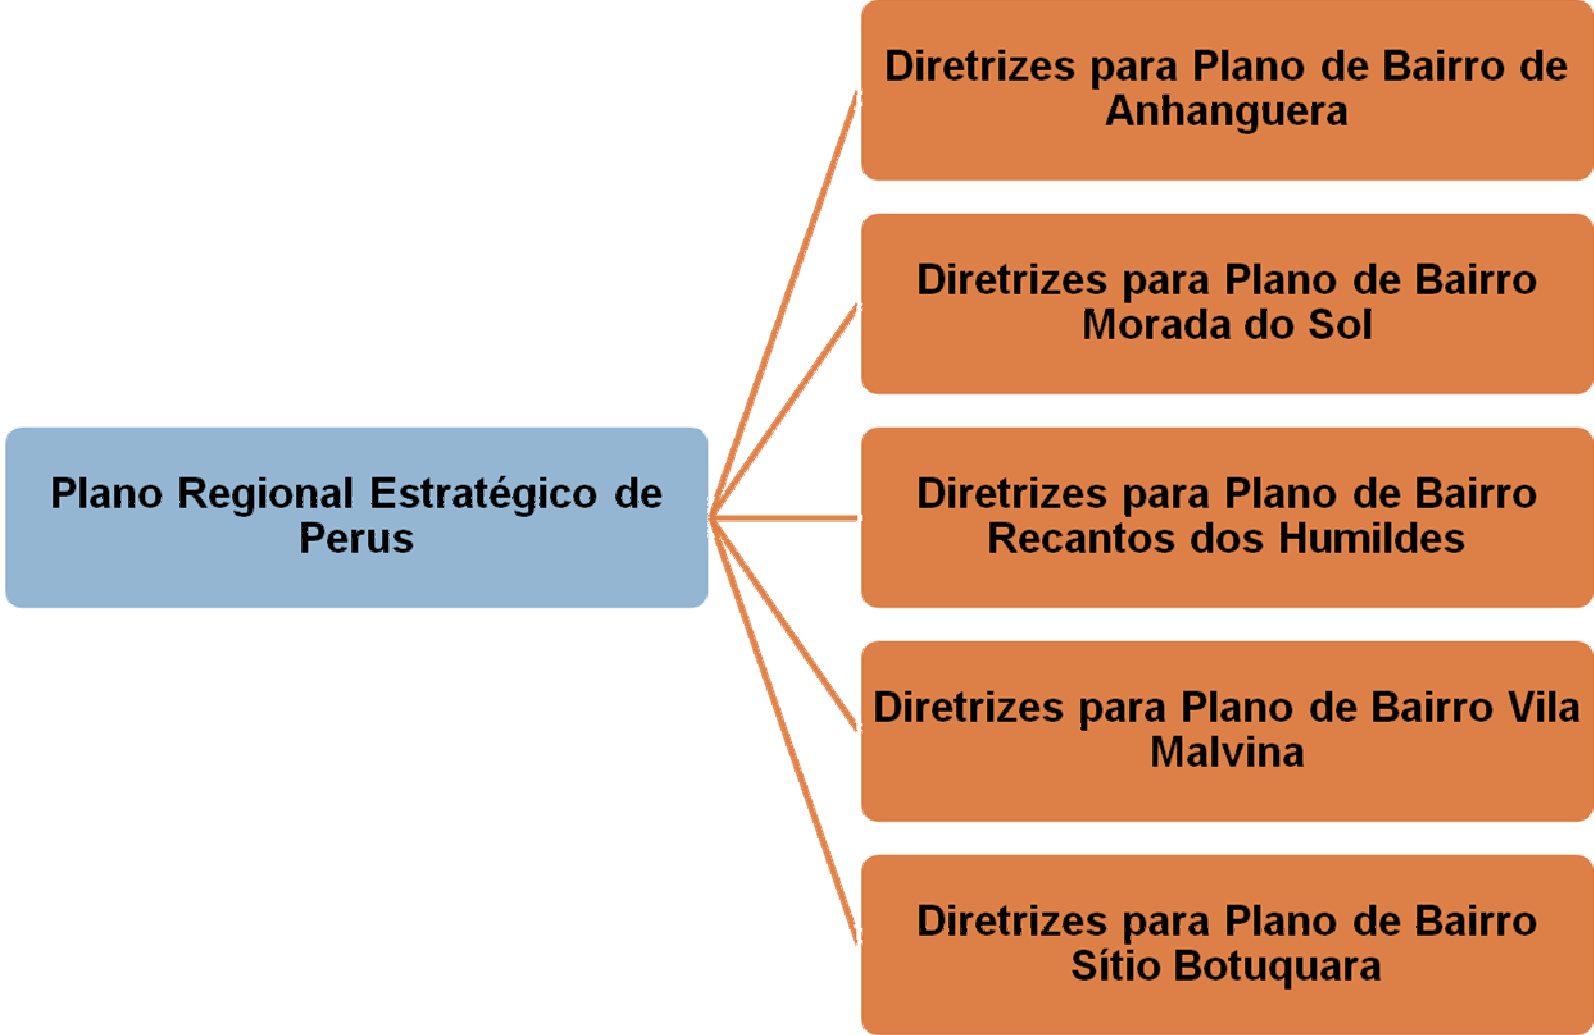 Plano Regional Estratégico de
Perus
Diretrizes para Plano de Bairro de
Anhanguera
Diretrizes para Plano de Bairro
Morada do Sol
Diretrizes para Plano de Bairro
Recantos dos Humildes
Diretrizes para Plano de Bairro Vila
Malvina
Diretrizes para Plano de Bairro
Sítio Botuquara